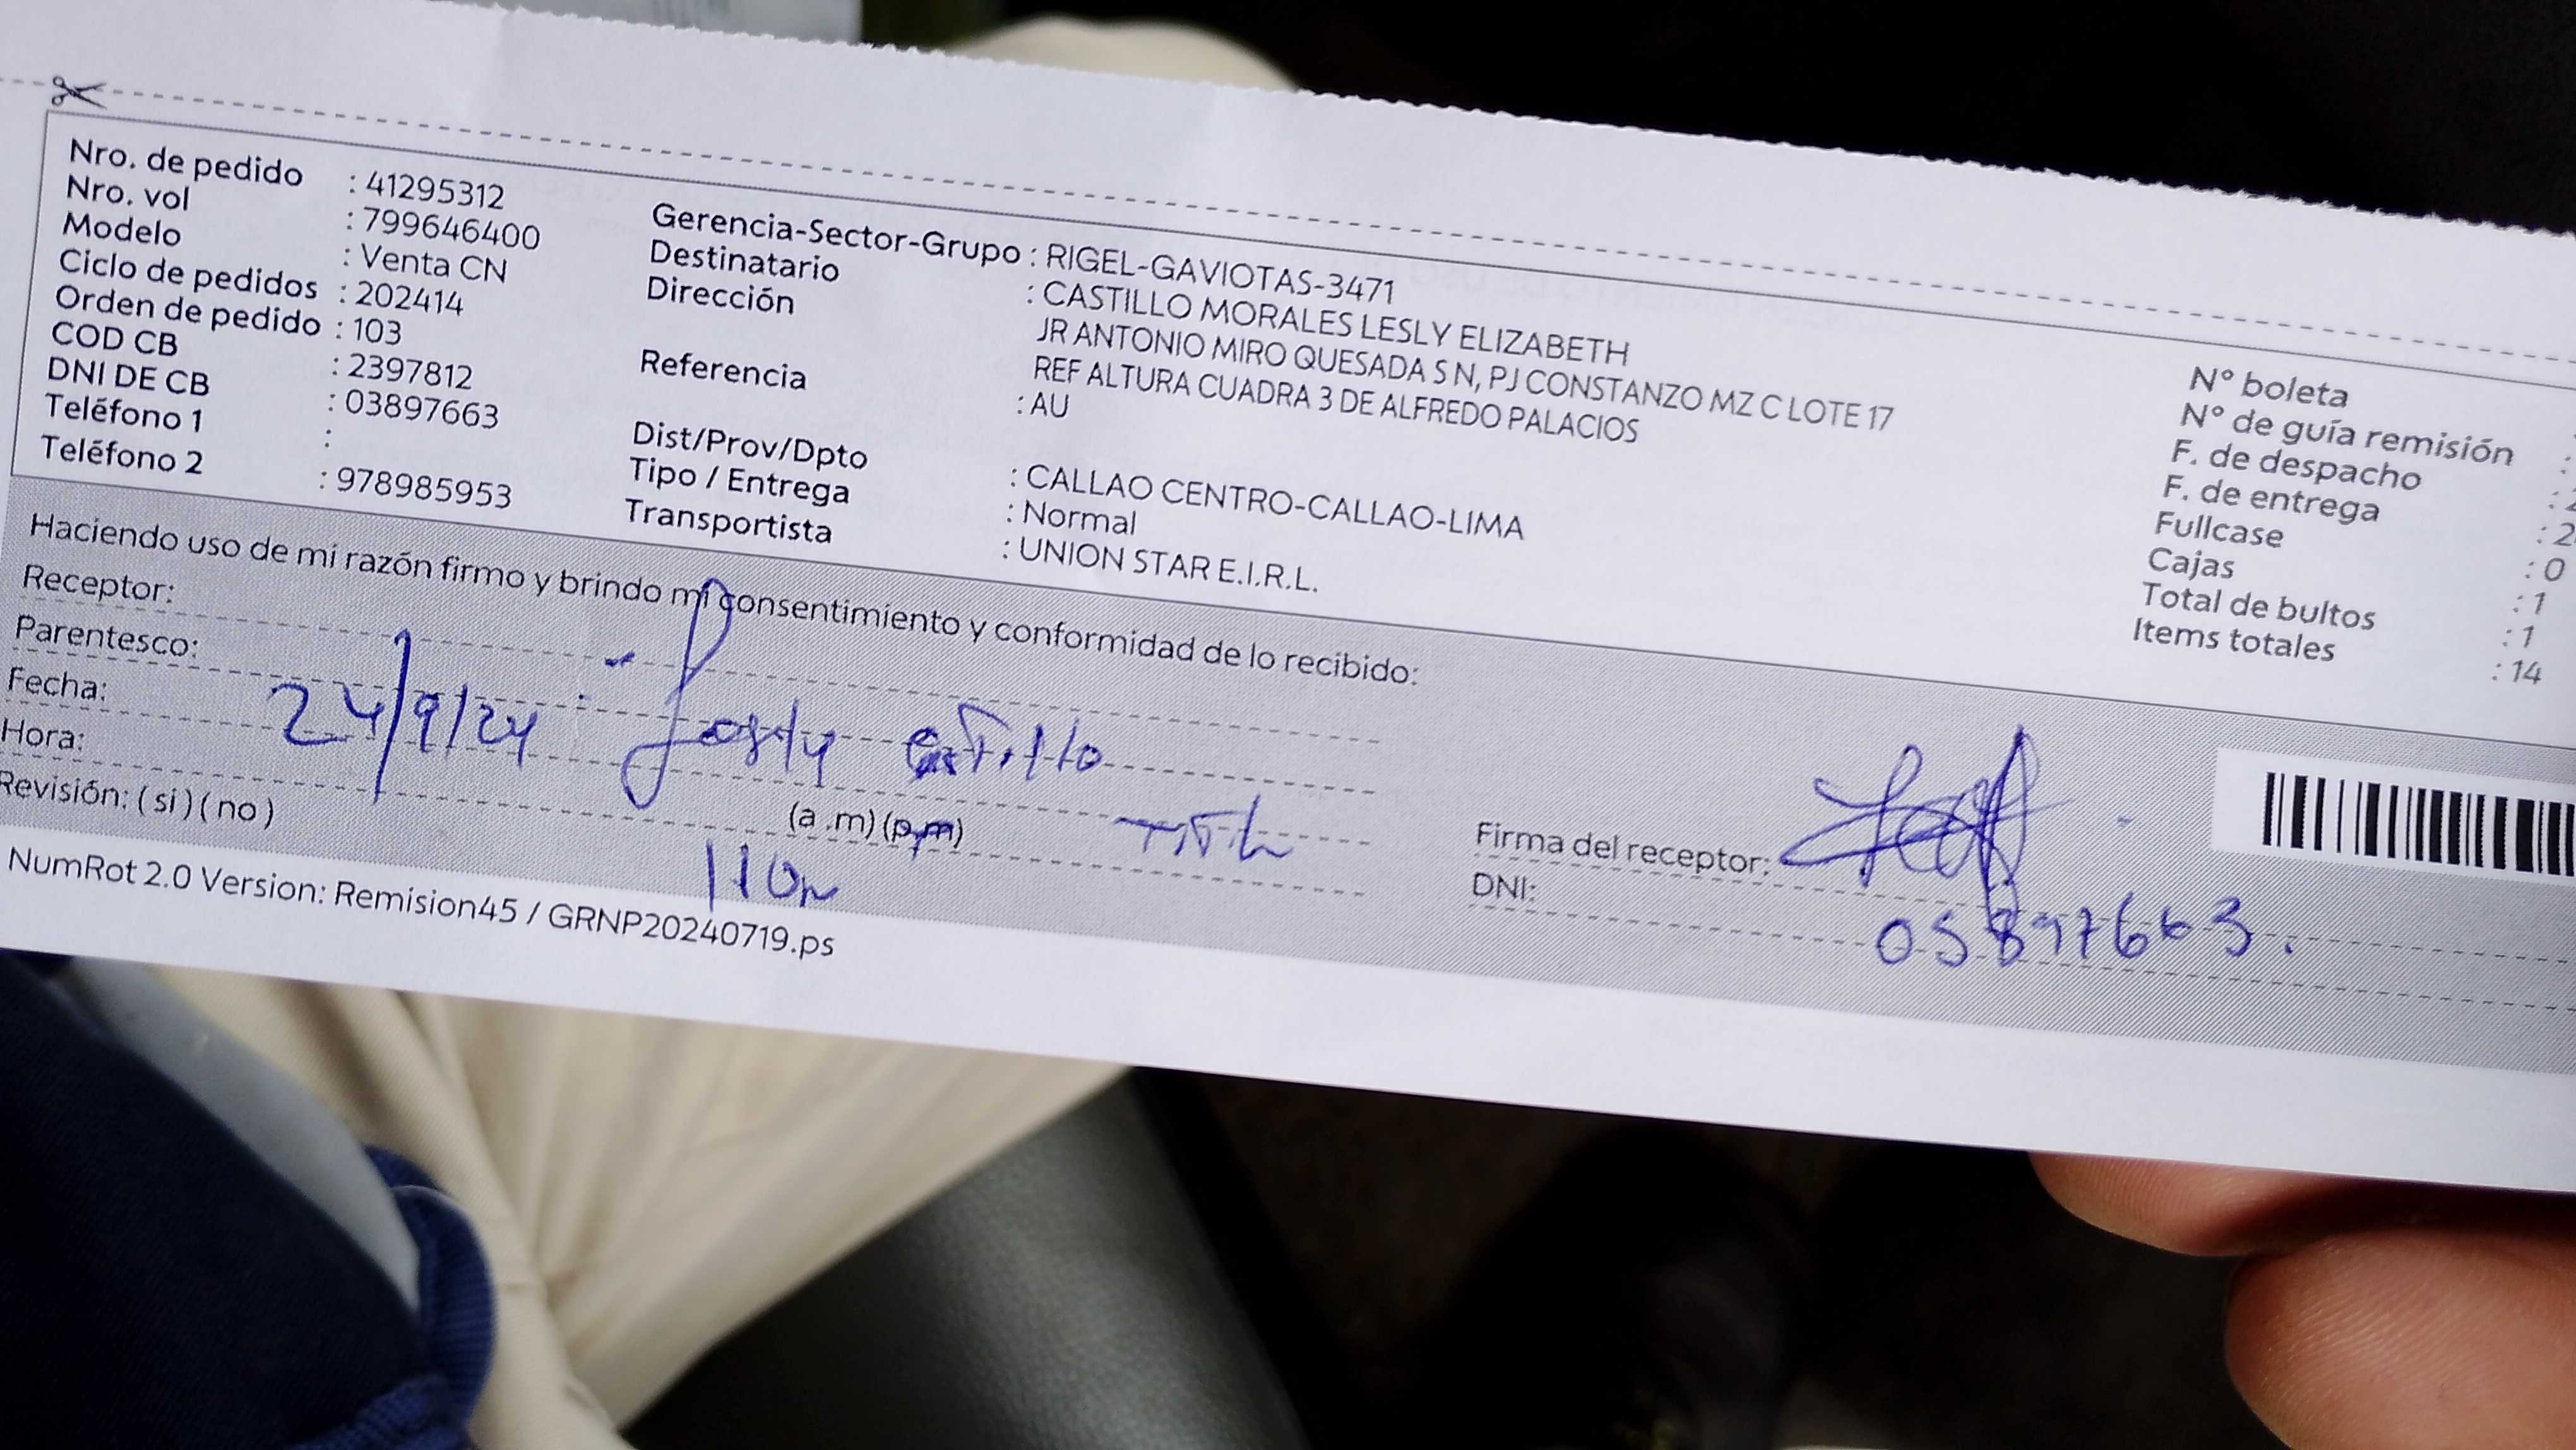 Nro. de pedido : 41295312
Nro. vol : 799646400
Modelo : Venta CN
Ciclo de pedidos : 202414
Orden de pedido : 103
COD CB : 2397812
DNI DE CB : 03897663
Teléfono 1 :
Teléfono 2 : 978985953
Gerencia-Sector-Grupo : RIGEL-GAVIOTAS-3471
Destinatario : CASTILLO MORALES LESLY ELIZABETH
Dirección JR ANTONIO MIRO QUESADA S N, PJ CONSTANZO MZ C LOTE 17
REF ALTURA CUADRA 3 DE ALFREDO PALACIOS
Referencia : AU
Dist/Prov/Dpto : CALLAO CENTRO-CALLAO-LIMA
Tipo / Entrega : Normal
Transportista : UNION STAR E.I.R.L.
N° boleta
N° de guía remisión :
F. de despacho : 2
F. de entrega : 2
Fullcase : 0
Cajas : 1
Total de bultos : 1
Items totales : 14
Haciendo uso de mi razón firmo y brindo mi consentimiento y conformidad de lo recibido:
Receptor:
Parentesco:
Fecha: 24/9/24
Hora: (a .m) (p.m)
Revisión: ( si ) ( no )
Firma del receptor:
DNI: 03897663.
NumRot 2.0 Version: Remision45 / GRNP20240719.ps